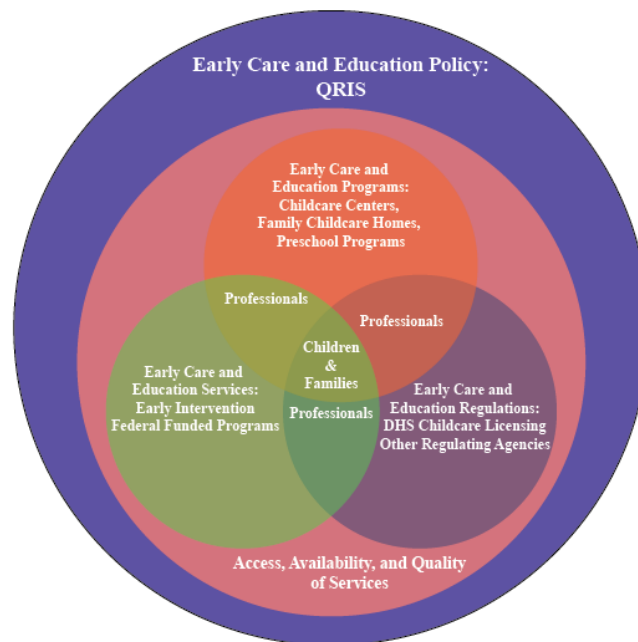 Early Care and Education Policy:
QRIS
Early Care and
Education Programs:
Childcare Centers,
Family Childcare Homes,
Preschool Programs
Professionals
Professionals
Children
&
Families
Early Care and
Education Services:
Early Intervention
Federal Funded Programs
Professionals
Early Care and
Education Regulations:
DHS Childcare Licensing
Other Regulating Agencies
Access, Availability, and Quality
of Services